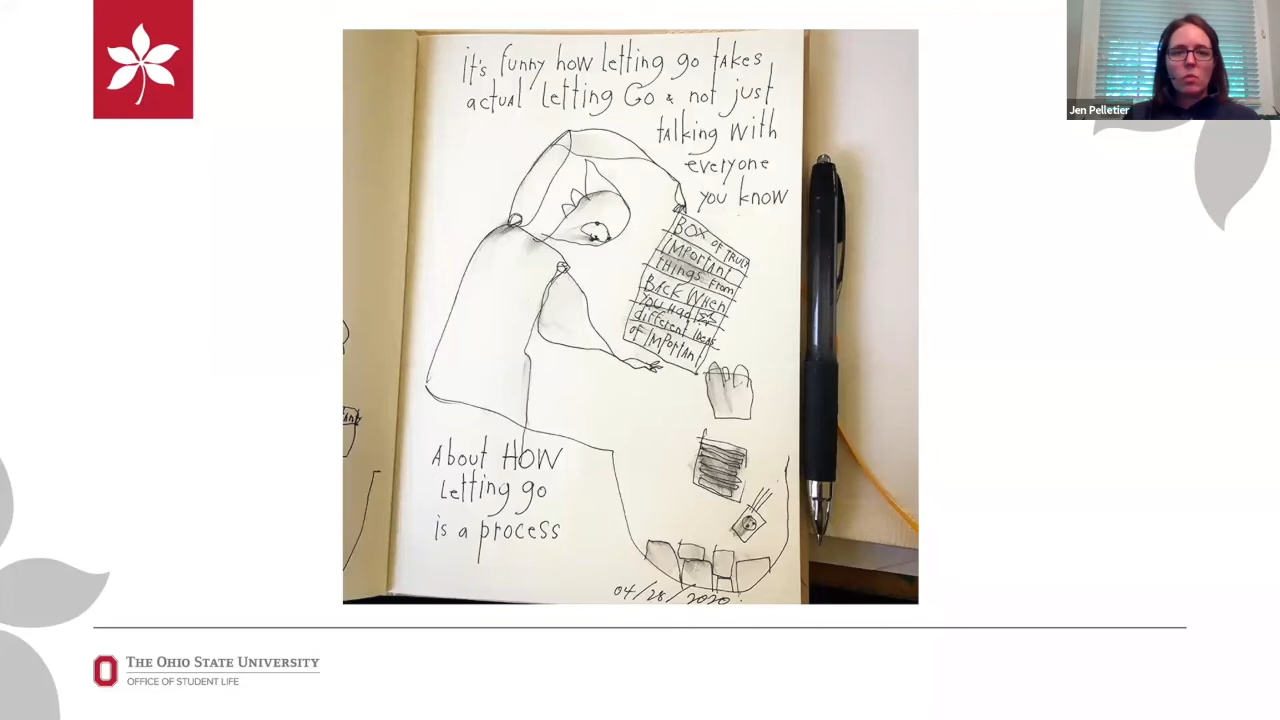 it's funny how letting go takes
actual letting Go & not just
talking with
everyone
you know
BOX OF TRULY
IMPORTANT
things from
BACK WHEN
YOU HAD
different IDEAS
OF IMPORTANT
About HOW
Letting go
is a process
04/28/2020
Jen Pelletier
THE OHIO STATE UNIVERSITY
OFFICE OF STUDENT LIFE